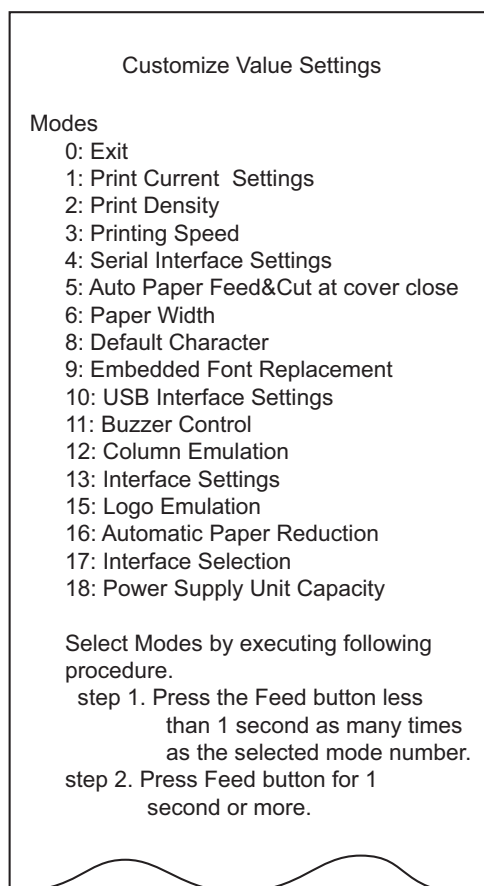 Customize Value Settings
Modes
0: Exit
1: Print Current Settings
2: Print Density
3: Printing Speed
4: Serial Interface Settings
5: Auto Paper Feed&Cut at cover close
6: Paper Width
8: Default Character
9: Embedded Font Replacement
10: USB Interface Settings
11: Buzzer Control
12: Column Emulation
13: Interface Settings
15: Logo Emulation
16: Automatic Paper Reduction
17: Interface Selection
18: Power Supply Unit Capacity
Select Modes by executing following
procedure.
step 1. Press the Feed button less
than 1 second as many times
as the selected mode number.
step 2. Press Feed button for 1
second or more.